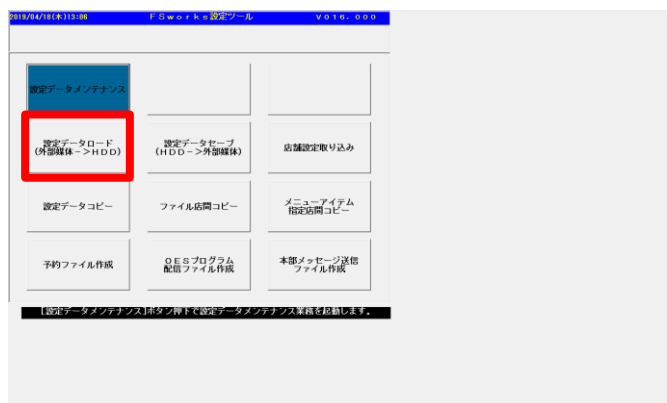 2019/04/18(木)13:06 ＦＳｗｏｒｋｓ設定ツール Ｖ０１６．０００
設定データメンテナンス
設定データロード
(外部媒体－＞ＨＤＤ)
設定データセーブ
(ＨＤＤ－＞外部媒体)
店舗設定取り込み
設定データコピー
ファイル店間コピー
メニューアイテム
指定店間コピー
予約ファイル作成
ＯＥＳプログラム
配信ファイル作成
本部メッセージ送信
ファイル作成
【設定データメンテナンス】ボタン押下で設定データメンテナンス業務を起動します。